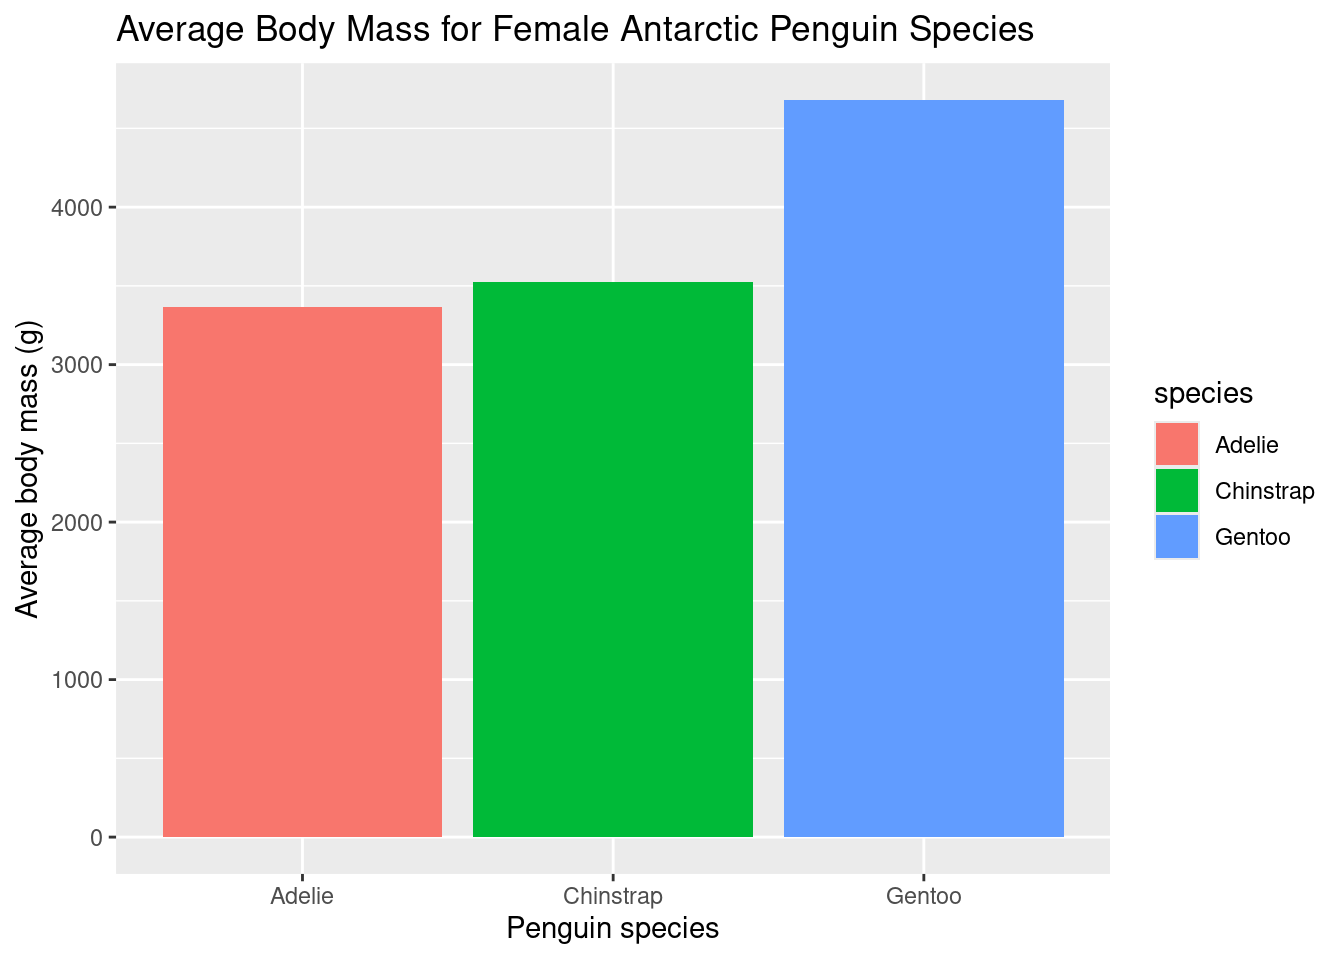 Average Body Mass for Female Antarctic Penguin Species
Average body mass (g)
4000
3000
2000
1000
0
Adelie
Chinstrap
Gentoo
Penguin species
species
Adelie
Chinstrap
Gentoo